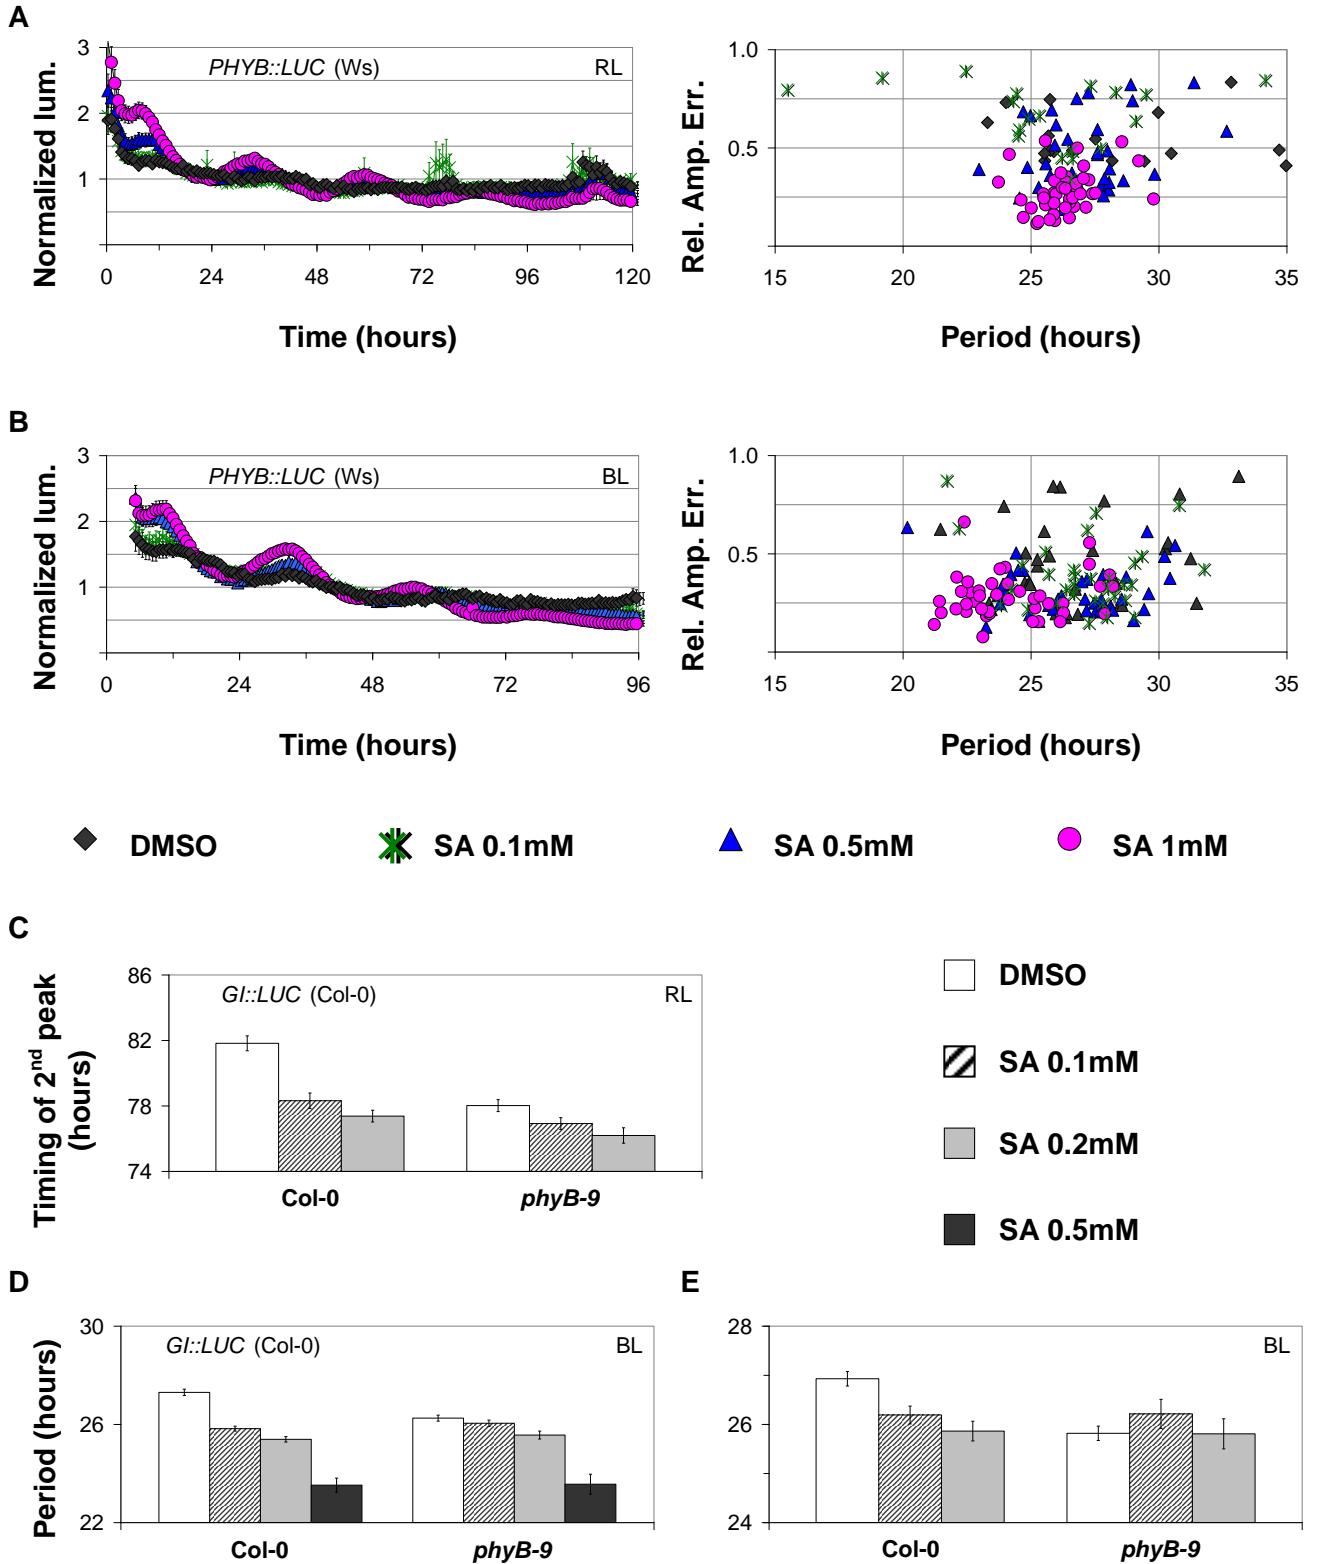 A
Normalized lum.
3
2
1
PHYB::LUC (Ws)
RL
0 24 48 72 96 120
Time (hours)
Rel. Amp. Err.
1.0
0.5
15 20 25 30 35
Period (hours)
B
Normalized lum.
3
2
1
PHYB::LUC (Ws)
BL
0 24 48 72 96
Time (hours)
Rel. Amp. Err.
1.0
0.5
15 20 25 30 35
Period (hours)
DMSO
SA 0.1mM
SA 0.5mM
SA 1mM
C
Timing of 2nd peak
(hours)
86
82
78
74
GI::LUC (Col-0)
RL
Col-0
phyB-9
DMSO
SA 0.1mM
SA 0.2mM
SA 0.5mM
D
Period (hours)
30
26
22
GI::LUC (Col-0)
BL
Col-0
phyB-9
E
28
26
24
BL
Col-0
phyB-9